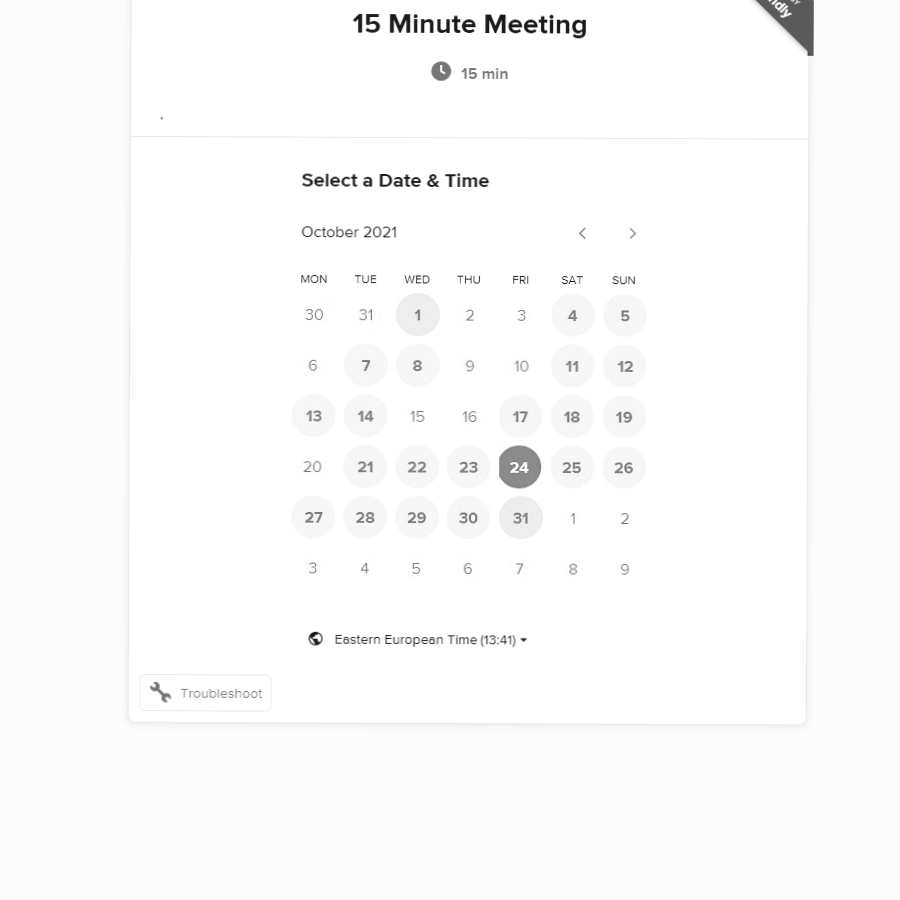 15 Minute Meeting
15 min
.
Select a Date & Time
October 2021
MON TUE WED THU FRI SAT SUN
30 31 1 2 3 4 5
6 7 8 9 10 11 12
13 14 15 16 17 18 19
20 21 22 23 24 25 26
27 28 29 30 31 1 2
3 4 5 6 7 8 9
Eastern European Time (13:41)
Troubleshoot